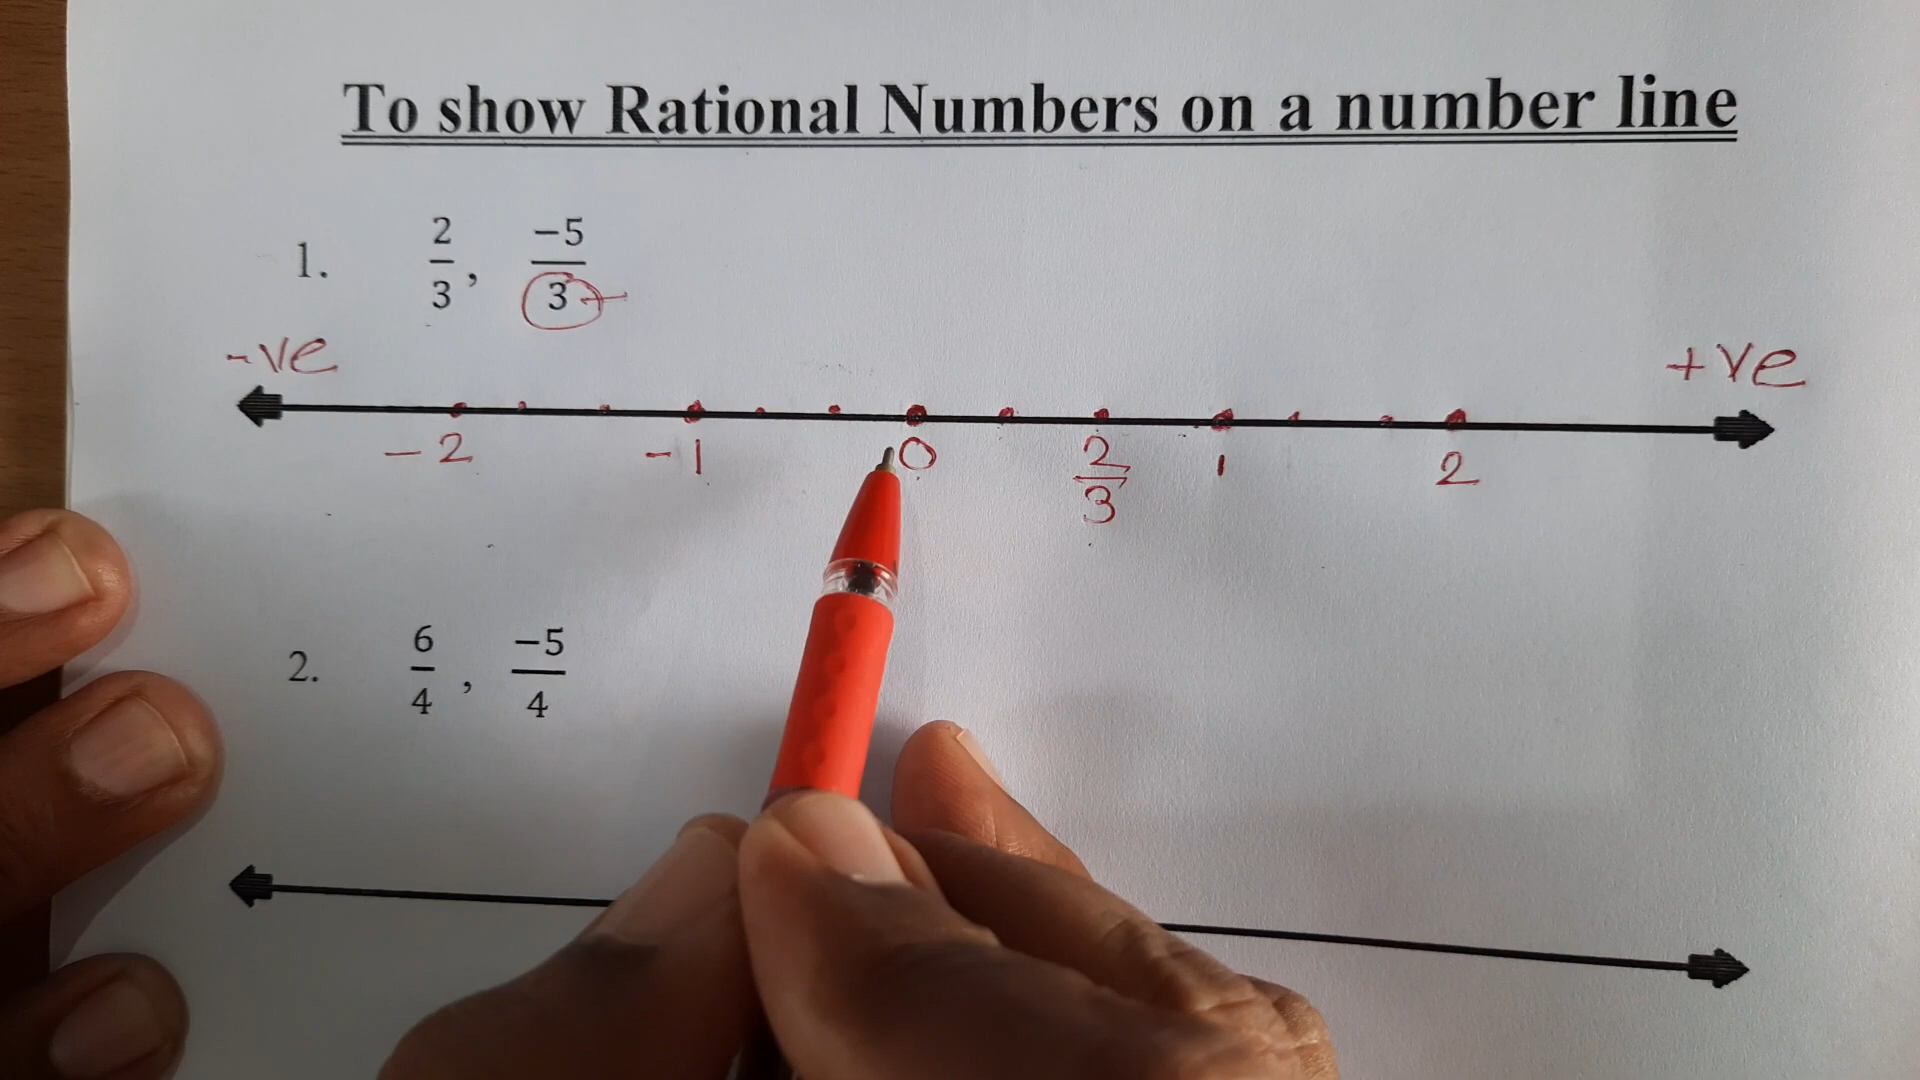 To show Rational Numbers on a number line
1. 2/3, -5/3
-ve +ve
-2 -1 0 2/3 1 2
2. 6/4, -5/4